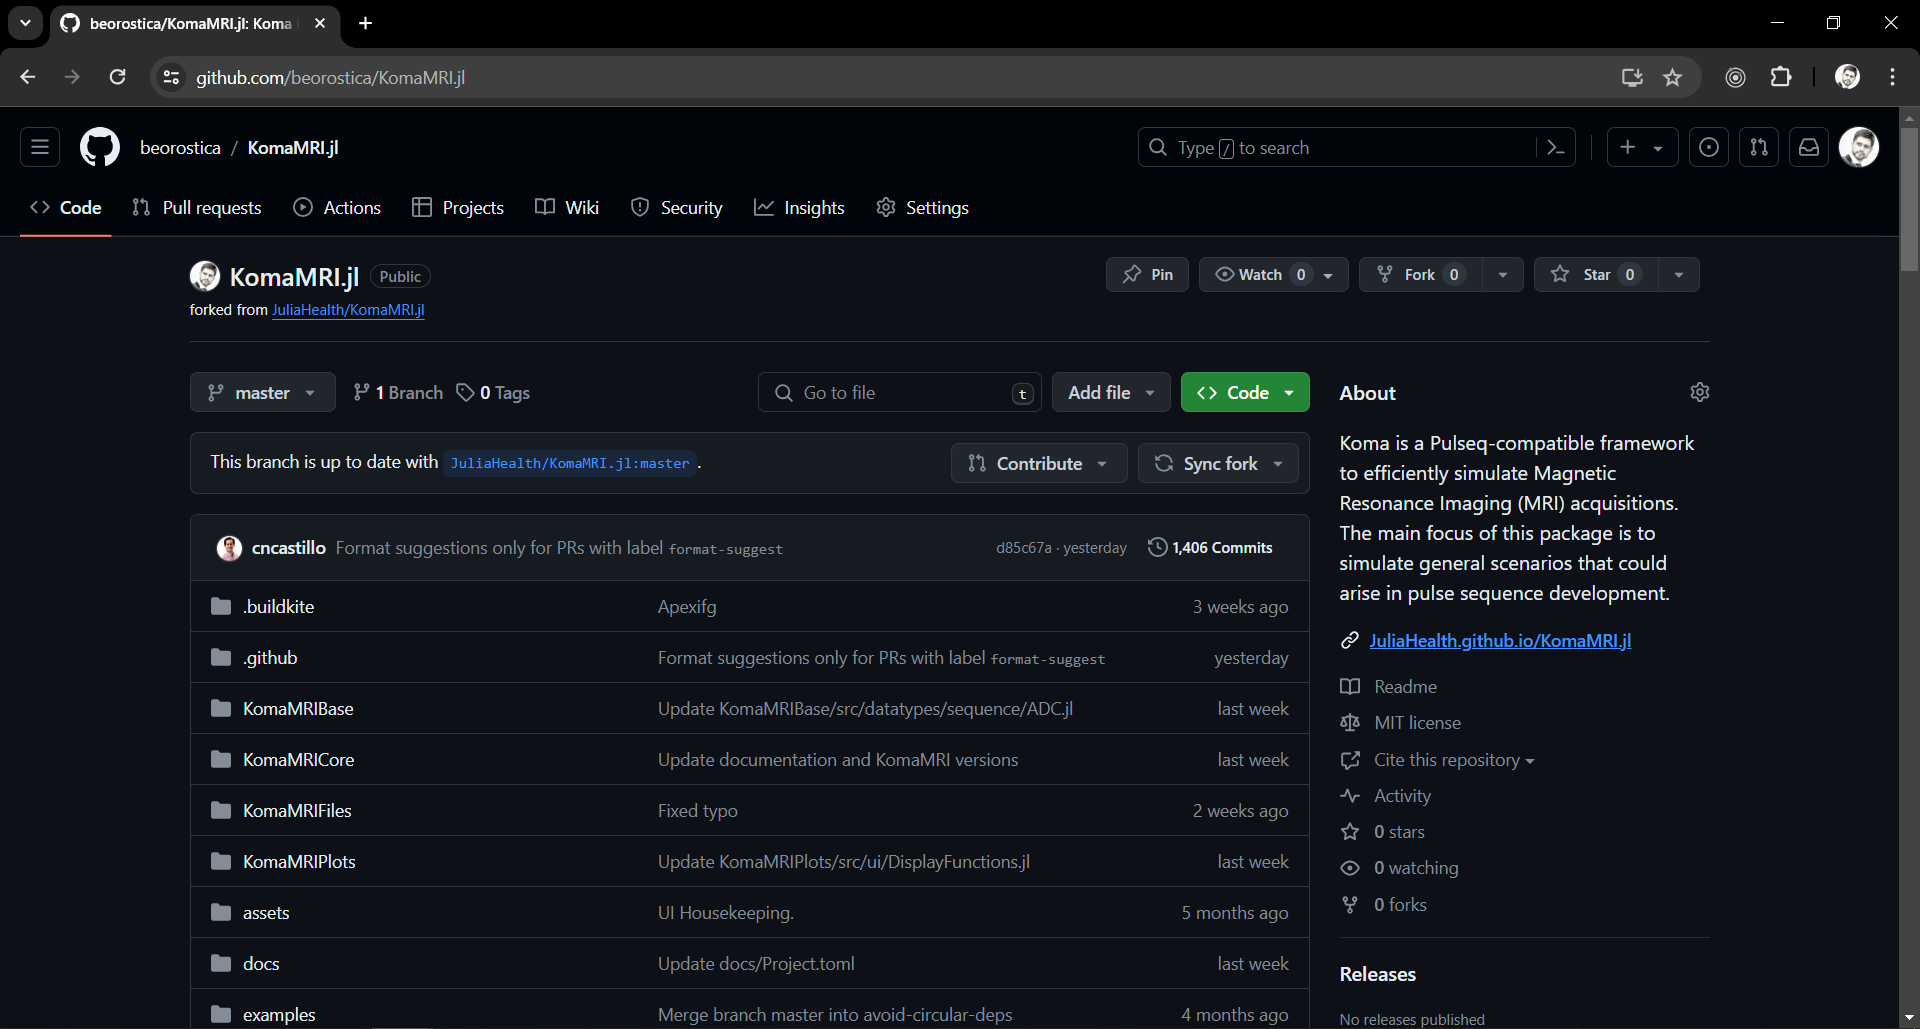 beorostica/KomaMRI.jl: Koma i
github.com/beorostica/KomaMRI.jl
beorostica / KomaMRI.jl
Type / to search
Code Pull requests Actions Projects Wiki Security Insights Settings
KomaMRI.jl Public
Pin Watch 0 Fork 0 Star 0
forked from JuliaHealth/KomaMRI.jl
master 1 Branch 0 Tags Go to file t Add file Code
This branch is up to date with JuliaHealth/KomaMRI.jl:master . Contribute Sync fork
cncastillo Format suggestions only for PRs with label format-suggest d85c67a · yesterday 1,406 Commits
.buildkite Apexifg 3 weeks ago
.github Format suggestions only for PRs with label format-suggest yesterday
KomaMRIBase Update KomaMRIBase/src/datatypes/sequence/ADC.jl last week
KomaMRICore Update documentation and KomaMRI versions last week
KomaMRIFiles Fixed typo 2 weeks ago
KomaMRIPlots Update KomaMRIPlots/src/ui/DisplayFunctions.jl last week
assets UI Housekeeping. 5 months ago
docs Update docs/Project.toml last week
examples Merge branch master into avoid-circular-deps 4 months ago
About
Koma is a Pulseq-compatible framework
to efficiently simulate Magnetic
Resonance Imaging (MRI) acquisitions.
The main focus of this package is to
simulate general scenarios that could
arise in pulse sequence development.
JuliaHealth.github.io/KomaMRI.jl
Readme
MIT license
Cite this repository
Activity
0 stars
0 watching
0 forks
Releases
No releases published